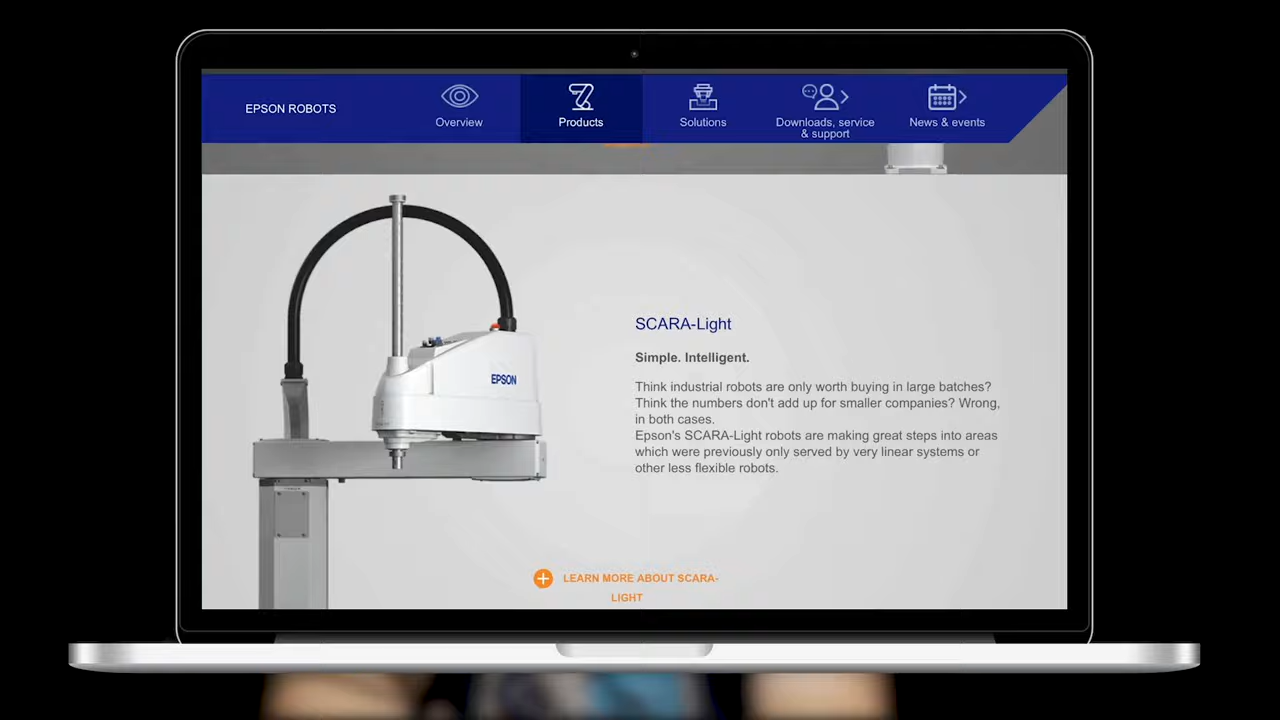 EPSON ROBOTS
Overview
Products
Solutions
Downloads, service
& support
News & events
EPSON
SCARA-Light
Simple. Intelligent.
Think industrial robots are only worth buying in large batches?
Think the numbers don't add up for smaller companies? Wrong,
in both cases.
Epson's SCARA-Light robots are making great steps into areas
which were previously only served by very linear systems or
other less flexible robots.
LEARN MORE ABOUT SCARA-
LIGHT